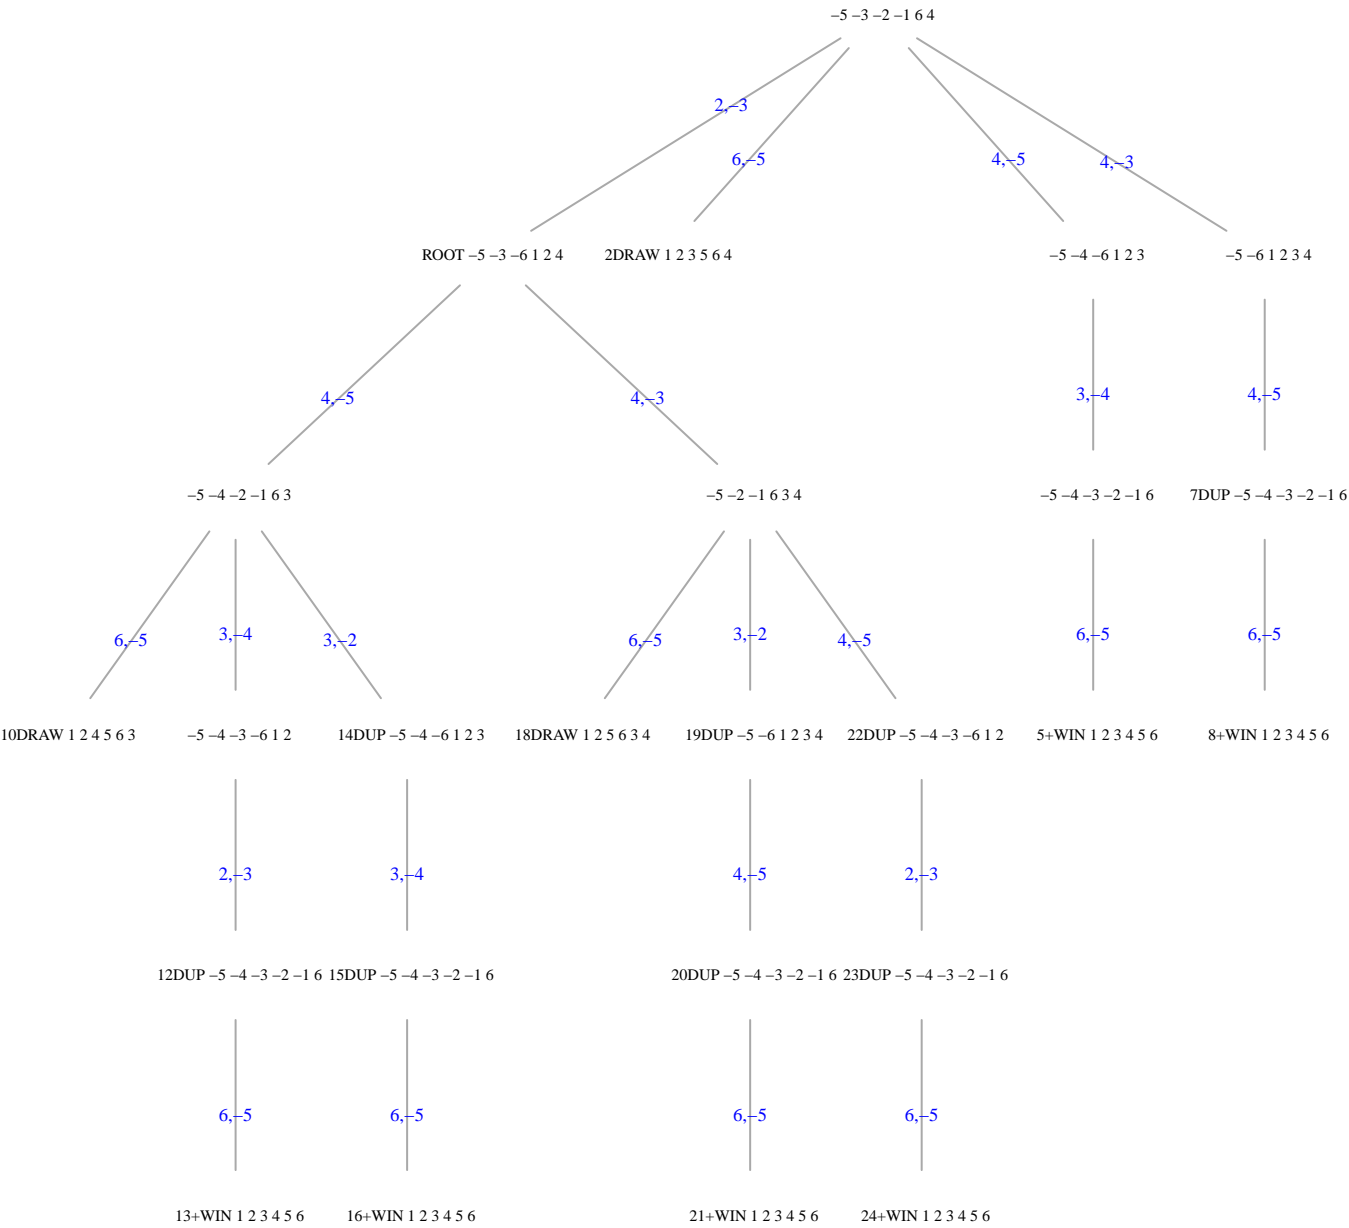 −5 −3 −2 −1 6 4
2,−3
6,−5
4,−5
4,−3
ROOT −5 −3 −6 1 2 4
2DRAW 1 2 3 5 6 4
−5 −4 −6 1 2 3
−5 −6 1 2 3 4
4,−5
4,−3
3,−4
4,−5
−5 −4 −2 −1 6 3
−5 −2 −1 6 3 4
−5 −4 −3 −2 −1 6
7DUP −5 −4 −3 −2 −1 6
6,−5
3,−4
3,−2
6,−5
3,−2
4,−5
6,−5
6,−5
10DRAW 1 2 4 5 6 3
−5 −4 −3 −6 1 2
14DUP −5 −4 −6 1 2 3
18DRAW 1 2 5 6 3 4
19DUP −5 −6 1 2 3 4
22DUP −5 −4 −3 −6 1 2
5+WIN 1 2 3 4 5 6
8+WIN 1 2 3 4 5 6
2,−3
3,−4
4,−5
2,−3
12DUP −5 −4 −3 −2 −1 6
15DUP −5 −4 −3 −2 −1 6
20DUP −5 −4 −3 −2 −1 6
23DUP −5 −4 −3 −2 −1 6
6,−5
6,−5
6,−5
6,−5
13+WIN 1 2 3 4 5 6
16+WIN 1 2 3 4 5 6
21+WIN 1 2 3 4 5 6
24+WIN 1 2 3 4 5 6